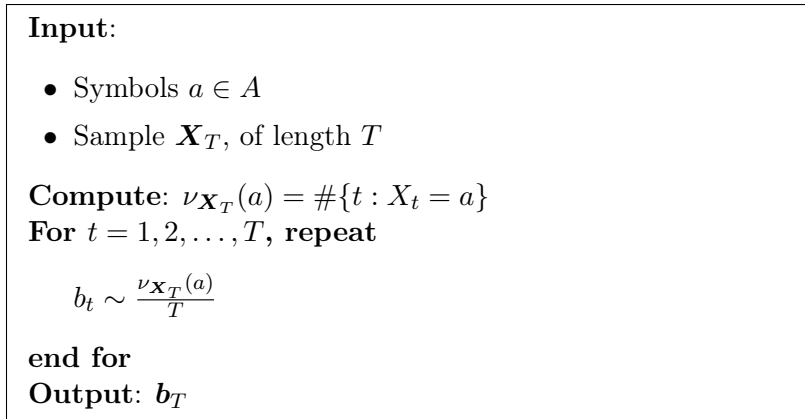 Input:
• Symbols a ∈ A
• Sample X_T, of length T
Compute: ν_{X_T}(a) = #{t : X_t = a}
For t = 1, 2, . . . , T, repeat
b_t ∼ ν_{X_T}(a)/T
end for
Output: b_T